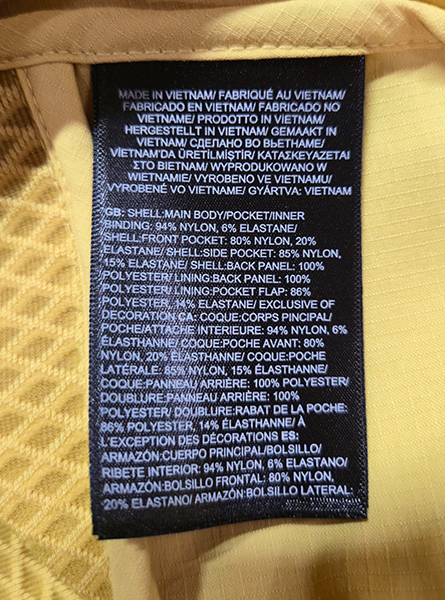 MADE IN VIETNAM/ FABRIQUÉ AU VIETNAM/
FABRICADO EN VIETNAM/ FABRICADO NO
VIETNAME/ PRODOTTO IN VIETNAM/
HERGESTELLT IN VIETNAM/ GEMAAKT IN
VIETNAM/ СДЕЛАНО ВО ВЬЕТНАМЕ/
VİETNAM'DA ÜRETİLMİŞTİR/ ΚΑΤΑΣΚΕΥΑΖΕΤΑΙ
ΣΤΟ ΒΙΕΤΝΑΜ/ WYPRODUKOWANO W
WIETNAMIE/ VYROBENO VE VIETNAMU/
VYROBENÉ VO VIETNAME/ GYÁRTVA: VIETNAM
GB: SHELL:MAIN BODY/POCKET/INNER
BINDING: 94% NYLON, 6% ELASTANE/
SHELL:FRONT POCKET: 80% NYLON, 20%
ELASTANE/ SHELL:SIDE POCKET: 85% NYLON,
15% ELASTANE/ SHELL:BACK PANEL: 100%
POLYESTER/ LINING:BACK PANEL: 100%
POLYESTER/ LINING:POCKET FLAP: 86%
POLYESTER, 14% ELASTANE/ EXCLUSIVE OF
DECORATION CA: COQUE:CORPS PINCIPAL/
POCHE/ATTACHE INTERIEURE: 94% NYLON, 6%
ÉLASTHANNE/ COQUE:POCHE AVANT: 80%
NYLON, 20% ÉLASTHANNE/ COQUE:POCHE
LATÉRALE: 85% NYLON, 15% ÉLASTHANNE/
COQUE:PANNEAU ARRIÈRE: 100% POLYESTER/
DOUBLURE:PANNEAU ARRIÈRE: 100%
POLYESTER/ DOUBLURE:RABAT DE LA POCHE:
86% POLYESTER, 14% ÉLASTHANNE/ À
L'EXCEPTION DES DÉCORATIONS ES:
ARMAZÓN:CUERPO PRINCIPAL/BOLSILLO/
RIBETE INTERIOR: 94% NYLON, 6% ELASTANO/
ARMAZÓN:BOLSILLO FRONTAL: 80% NYLON,
20% ELASTANO/ ARMAZÓN:BOLSILLO LATERAL: